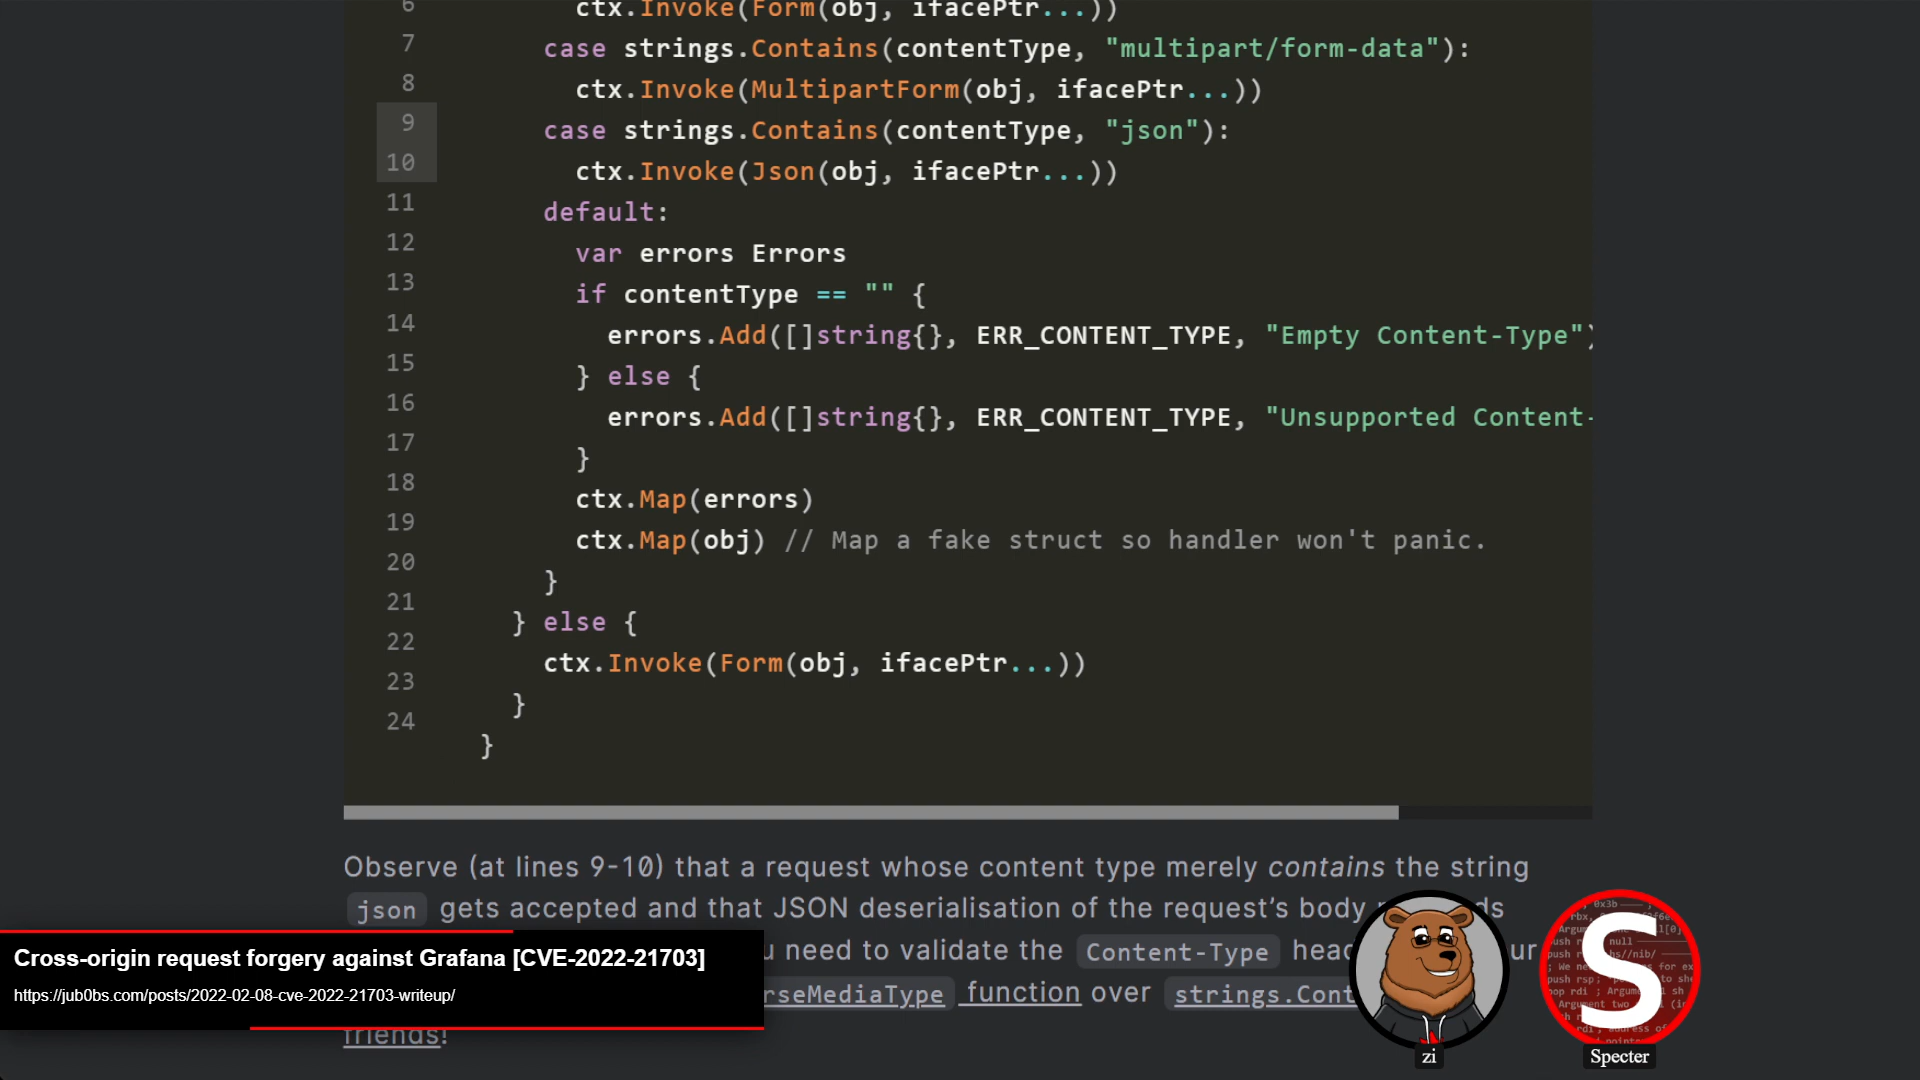 6 ctx.Invoke(Form(obj, ifacePtr...))
7 case strings.Contains(contentType, "multipart/form-data"):
8 ctx.Invoke(MultipartForm(obj, ifacePtr...))
9 case strings.Contains(contentType, "json"):
10 ctx.Invoke(Json(obj, ifacePtr...))
11 default:
12 var errors Errors
13 if contentType == "" {
14 errors.Add([]string{}, ERR_CONTENT_TYPE, "Empty Content-Type")
15 } else {
16 errors.Add([]string{}, ERR_CONTENT_TYPE, "Unsupported Content-
17 }
18 ctx.Map(errors)
19 ctx.Map(obj) // Map a fake struct so handler won't panic.
20 }
21 } else {
22 ctx.Invoke(Form(obj, ifacePtr...))
23 }
24 }
Observe (at lines 9-10) that a request whose content type merely contains the string
json gets accepted and that JSON deserialisation of the request's body
need to validate the Content-Type
function over
friends!
Cross-origin request forgery against Grafana [CVE-2022-21703]
https://jub0bs.com/posts/2022-02-08-cve-2022-21703-writeup/
zi
S
Specter